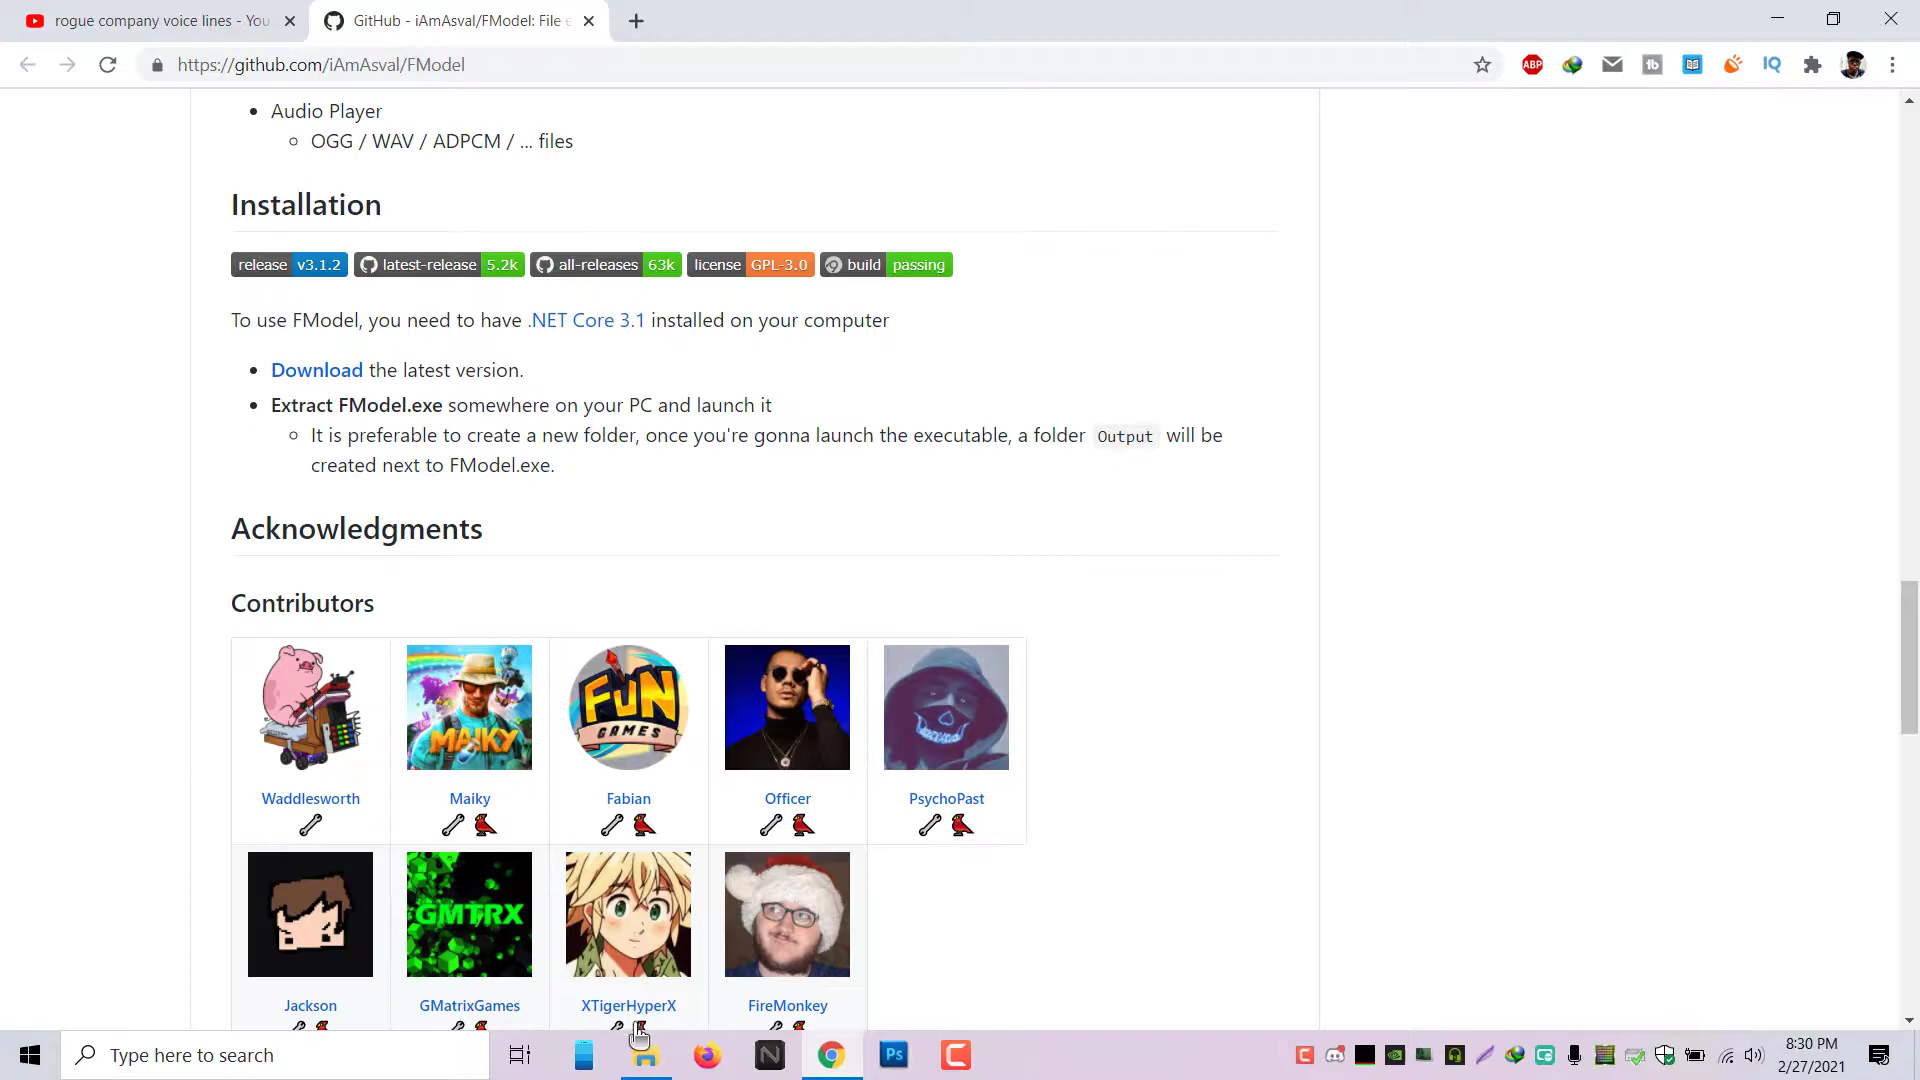 rogue company voice lines - You
GitHub - iAmAsval/FModel: File e
https://github.com/iAmAsval/FModel
ABP
tb
IQ
• Audio Player
○ OGG / WAV / ADPCM / ... files
Installation
release v3.1.2 latest-release 5.2k all-releases 63k license GPL-3.0 build passing
To use FModel, you need to have .NET Core 3.1 installed on your computer
• Download the latest version.
• Extract FModel.exe somewhere on your PC and launch it
○ It is preferable to create a new folder, once you're gonna launch the executable, a folder Output will be
created next to FModel.exe.
Acknowledgments
Contributors
FUN
GAMES
MAIKY
Waddlesworth Maiky Fabian Officer PsychoPast
GMTRX
Jackson GMatrixGames XTigerHyperX FireMonkey
Type here to search
N
Ps
C
8:30 PM
2/27/2021